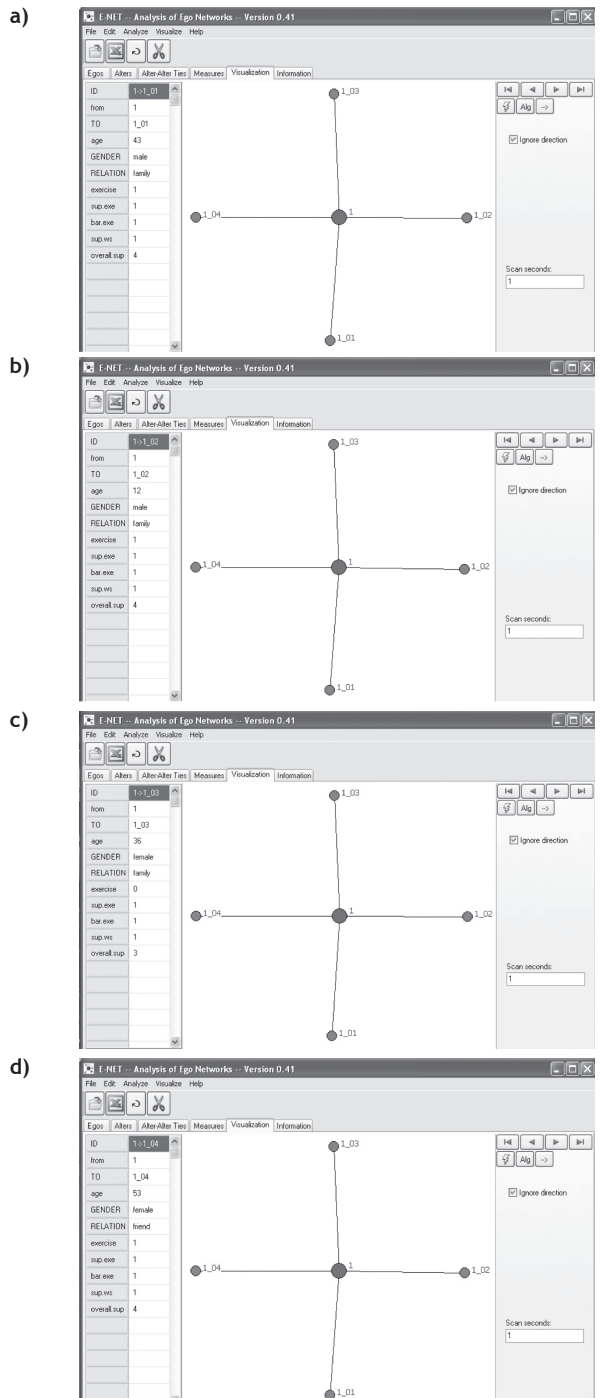 a)
E-NET -- Analysis of Ego Networks -- Version 0.41
File Edit Analyze Visualize Help
Egos Alters Alter-Alter Ties Measures Visualization Information
ID 1->1_01
from 1
TO 1_01
age 43
GENDER male
RELATION family
exercise 1
sup.exe 1
bar.exe 1
sup.ws 1
overall.sup 4
1_03
1_04
1
1_02
1_01
Alg -->
Ignore direction
Scan seconds:
1
b)
E-NET -- Analysis of Ego Networks -- Version 0.41
File Edit Analyze Visualize Help
Egos Alters Alter-Alter Ties Measures Visualization Information
ID 1->1_02
from 1
TO 1_02
age 12
GENDER male
RELATION family
exercise 1
sup.exe 1
bar.exe 1
sup.ws 1
overall.sup 4
1_03
1_04
1
1_02
1_01
Alg -->
Ignore direction
Scan seconds:
1
c)
E-NET -- Analysis of Ego Networks -- Version 0.41
File Edit Analyze Visualize Help
Egos Alters Alter-Alter Ties Measures Visualization Information
ID 1->1_03
from 1
TO 1_03
age 36
GENDER female
RELATION family
exercise 0
sup.exe 1
bar.exe 1
sup.ws 1
overall.sup 3
1_03
1_04
1
1_02
1_01
Alg -->
Ignore direction
Scan seconds:
1
d)
E-NET -- Analysis of Ego Networks -- Version 0.41
File Edit Analyze Visualize Help
Egos Alters Alter-Alter Ties Measures Visualization Information
ID 1->1_04
from 1
TO 1_04
age 53
GENDER female
RELATION friend
exercise 1
sup.exe 1
bar.exe 1
sup.ws 1
overall.sup 4
1_03
1_04
1
1_02
1_01
Alg -->
Ignore direction
Scan seconds:
1